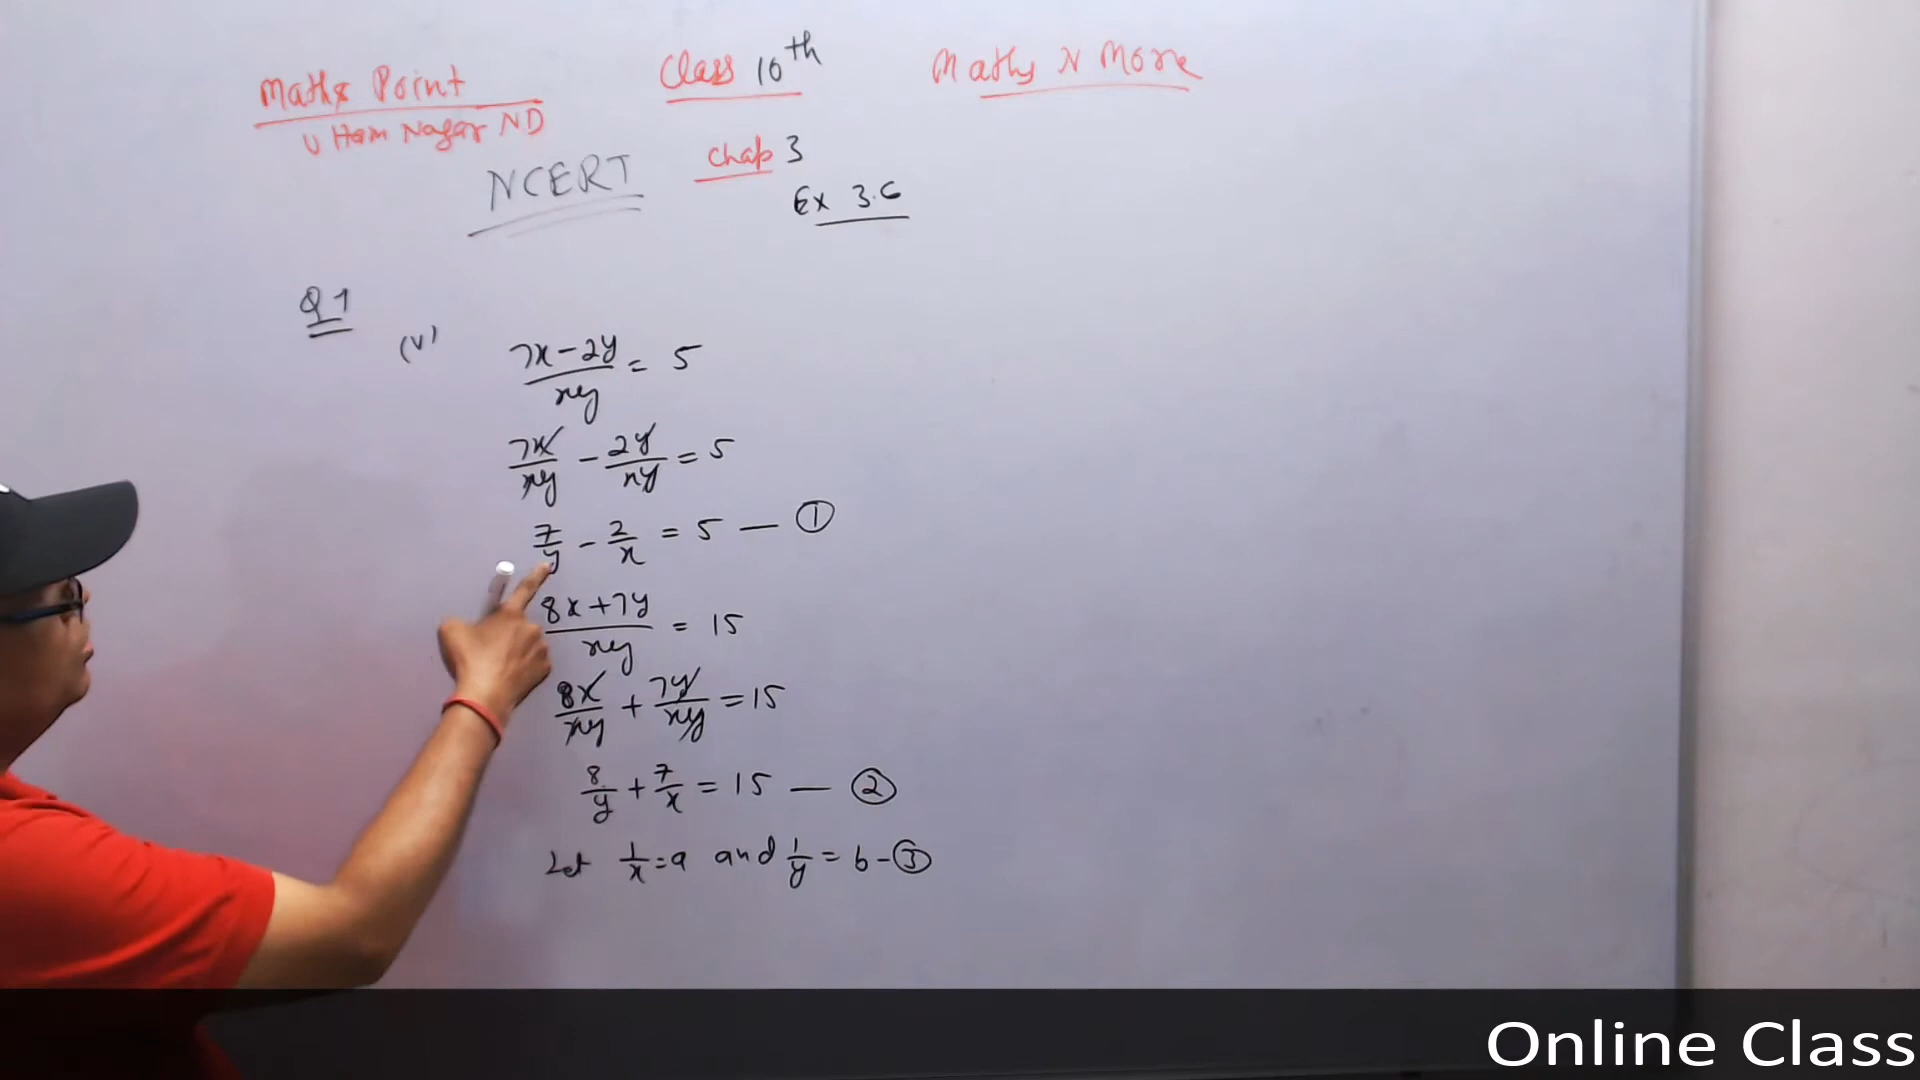 Maths Point
Uttam Nagar ND
Class 10th
Maths N More
NCERT
Chap 3
Ex 3.6
Q1
(v)
7x-2y/xy = 5
7x/xy - 2y/xy = 5
7/y - 2/x = 5 — ①
8x+7y/xy = 15
8x/xy + 7y/xy = 15
8/y + 7/x = 15 — ②
Let 1/x = a and 1/y = b - ③
Online Class